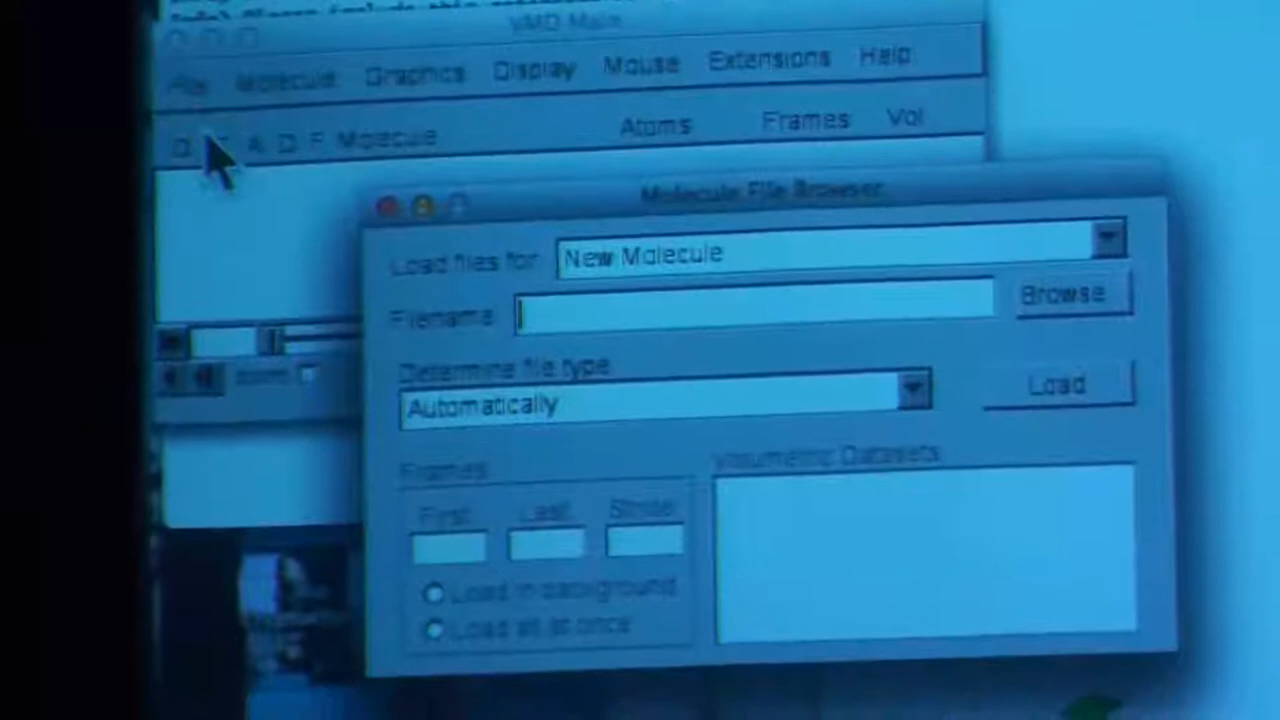 VMD Main
File Molecule Graphics Display Mouse Extensions Help
D T A D F Molecule Atoms Frames Vol
Molecule File Browser
Load files for New Molecule
Filename Browse
Determine file type
Automatically Load
Frames Volumetric Datasets
First Last Stride
Load in background
Load all at once